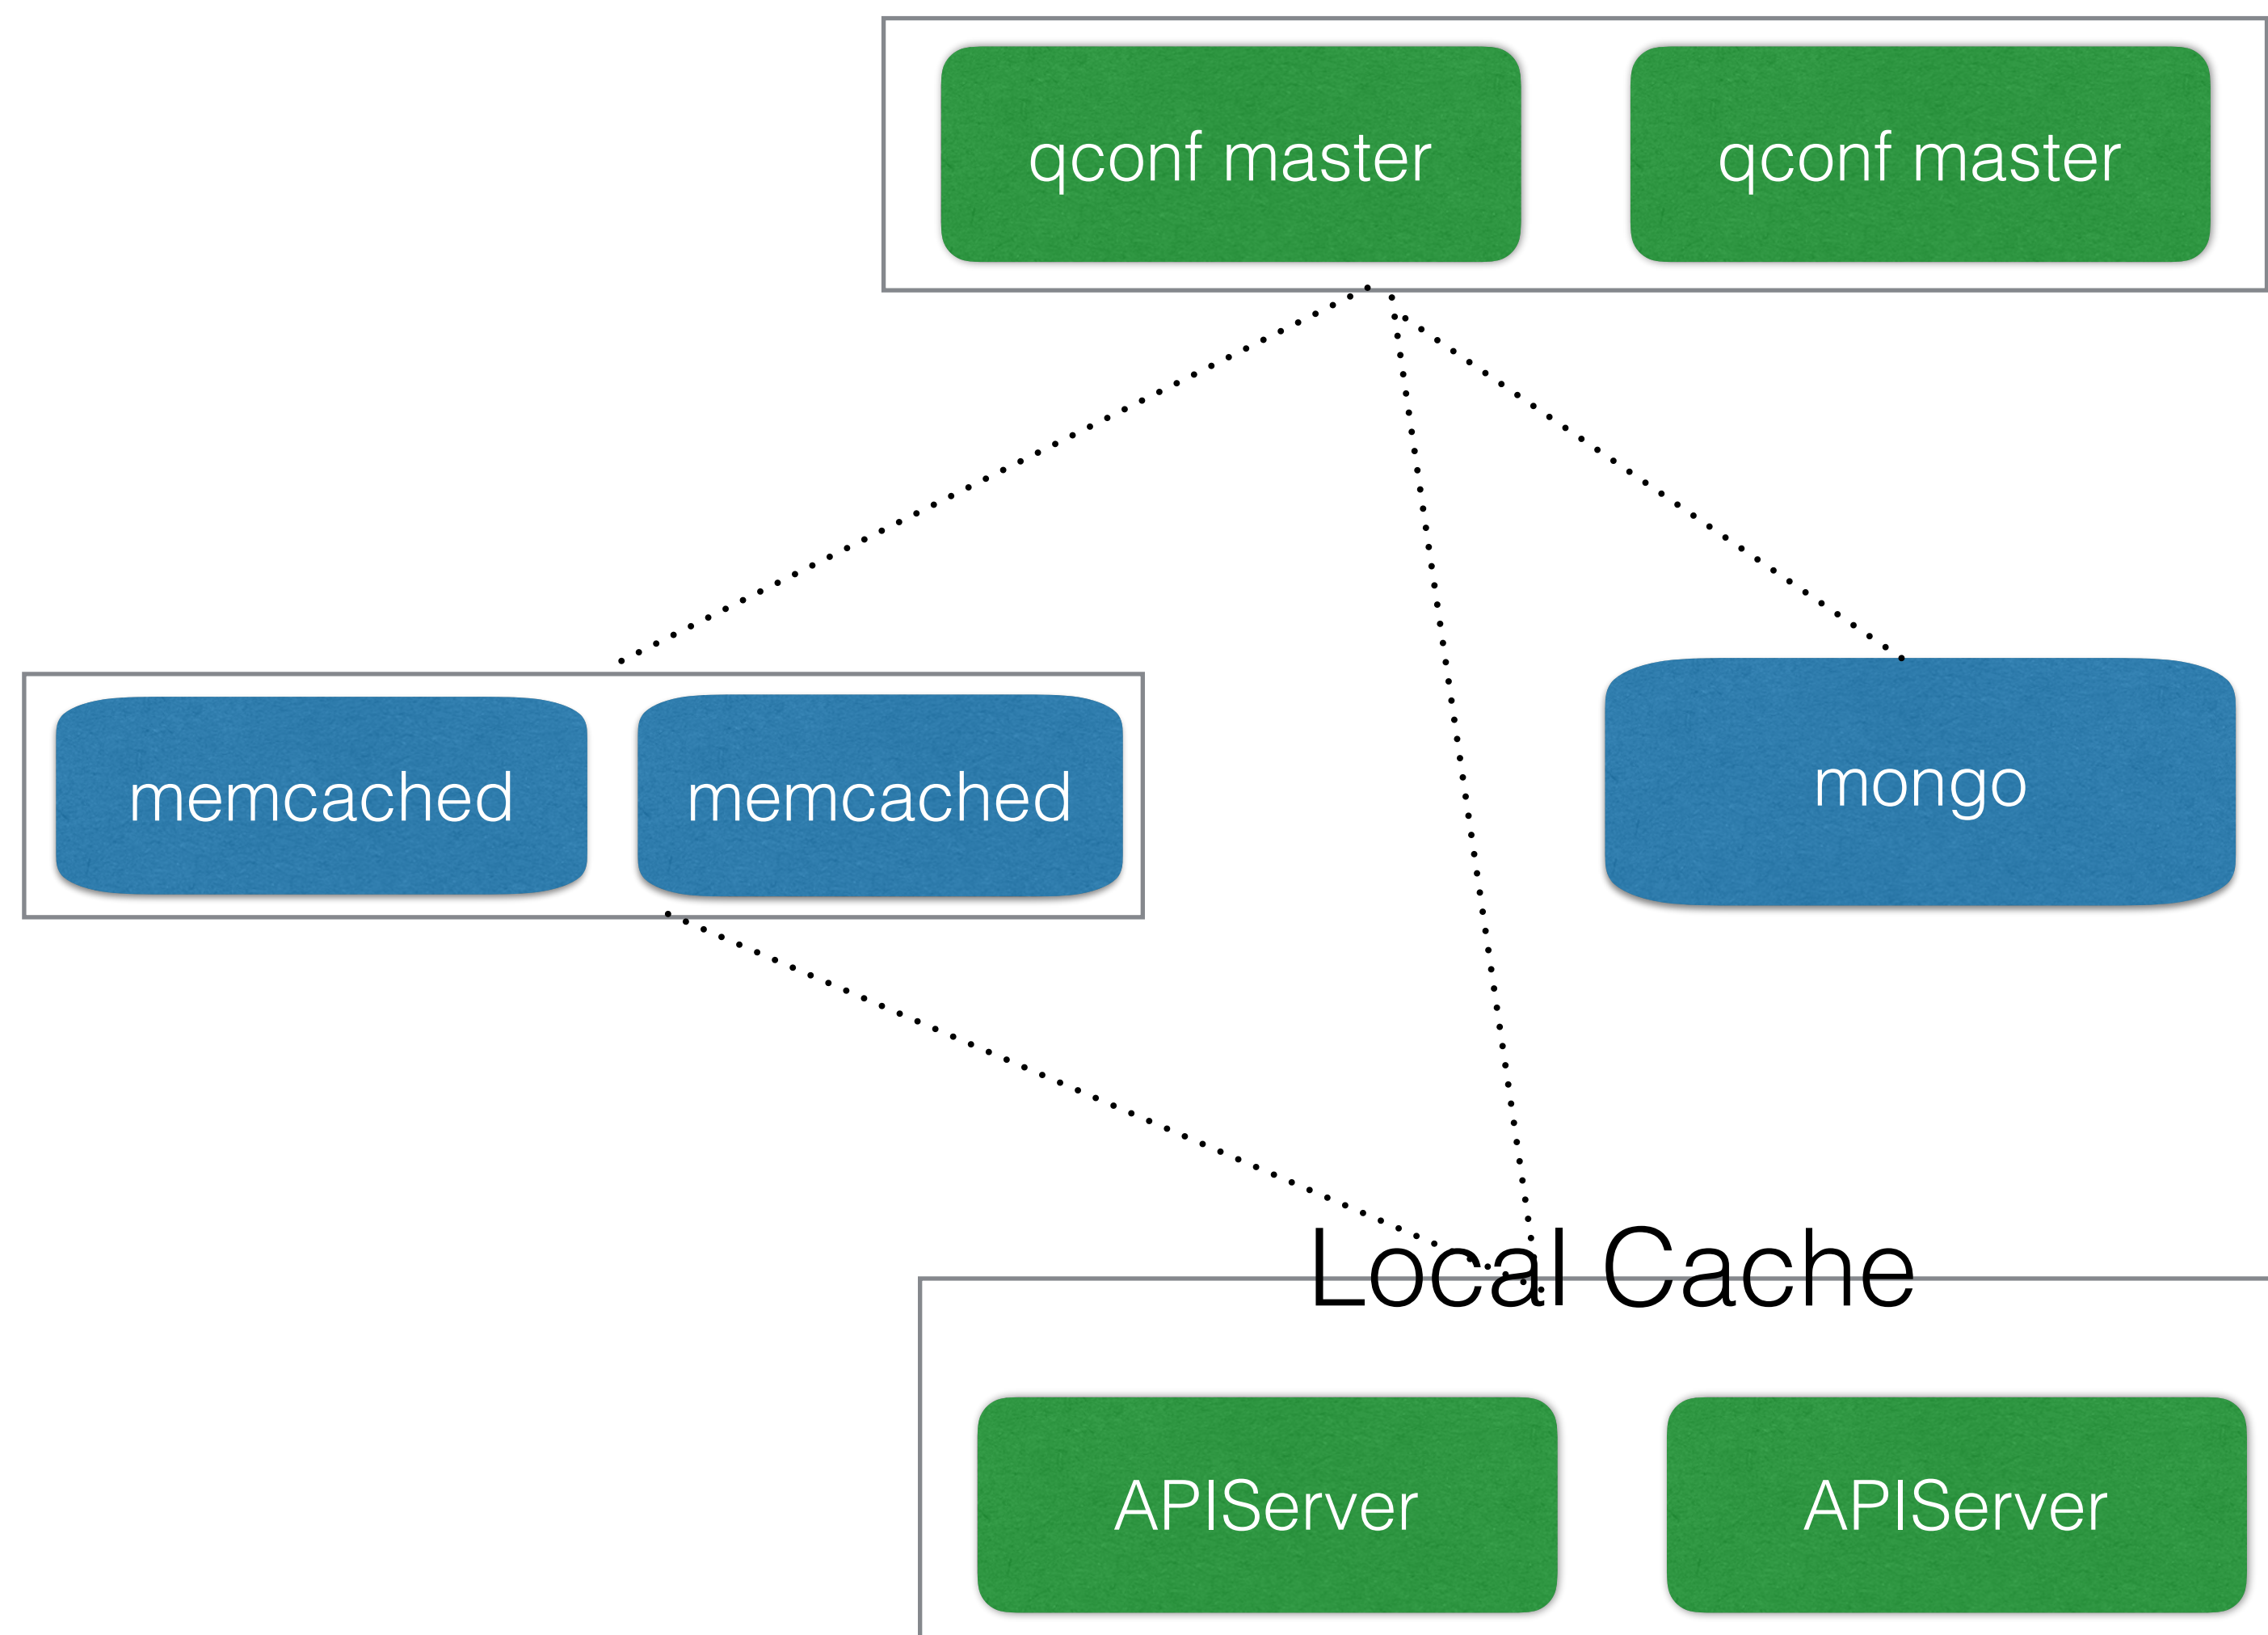 qconf master
qconf master
memcached
memcached
mongo
Local Cache
APIServer
APIServer